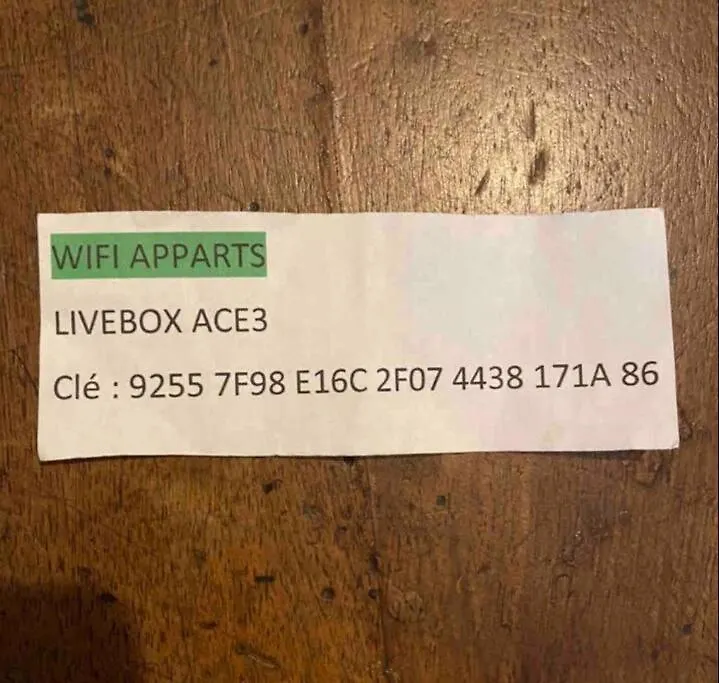 WIFI APPARTS
LIVEBOX ACE3
Clé : 9255 7F98 E16C 2F07 4438 171A 86